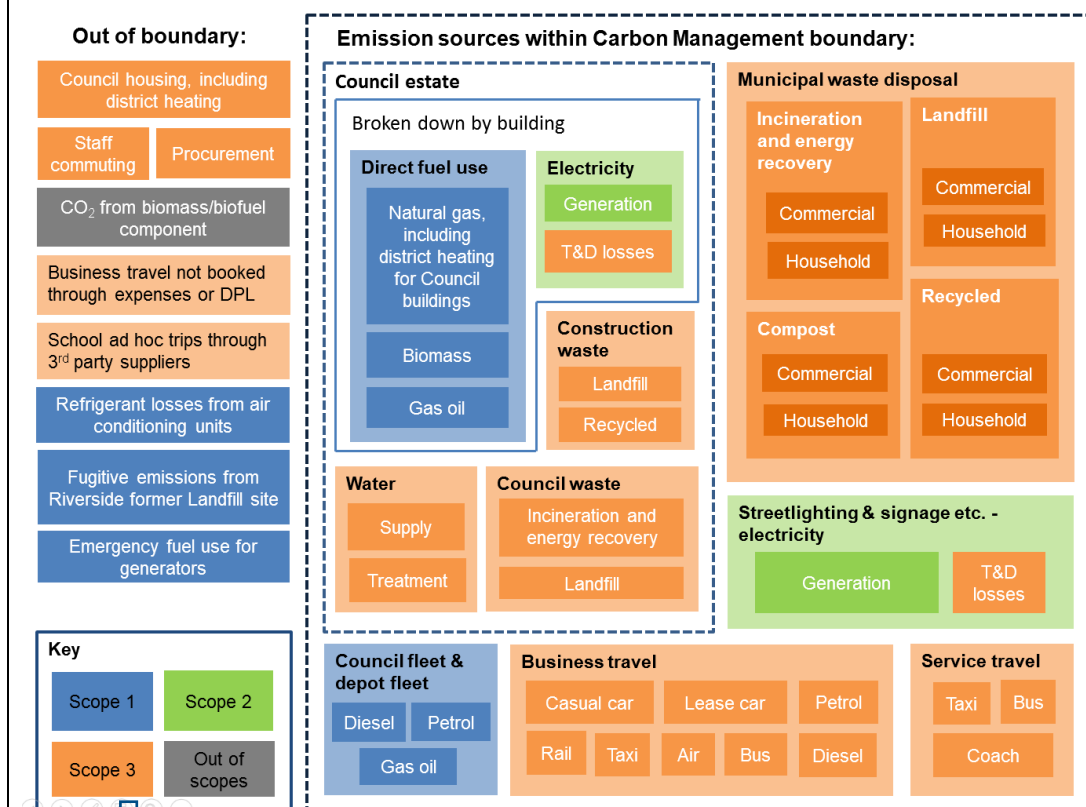 Out of boundary:
Council housing, including
district heating
Staff
commuting
Procurement
CO₂ from biomass/biofuel
component
Business travel not booked
through expenses or DPL
School ad hoc trips through
3rd party suppliers
Refrigerant losses from air
conditioning units
Fugitive emissions from
Riverside former Landfill site
Emergency fuel use for
generators
Key
Scope 1
Scope 2
Scope 3
Out of
scopes
Emission sources within Carbon Management boundary:
Council estate
Broken down by building
Direct fuel use
Natural gas,
including
district heating
for Council
buildings
Biomass
Gas oil
Electricity
Generation
T&D losses
Construction
waste
Landfill
Recycled
Water
Supply
Treatment
Council waste
Incineration and
energy recovery
Landfill
Municipal waste disposal
Incineration
and energy
recovery
Commercial
Household
Landfill
Commercial
Household
Compost
Commercial
Household
Recycled
Commercial
Household
Streetlighting & signage etc. -
electricity
Generation
T&D
losses
Council fleet &
depot fleet
Diesel
Petrol
Gas oil
Business travel
Casual car
Lease car
Petrol
Rail
Taxi
Air
Bus
Diesel
Service travel
Taxi
Bus
Coach